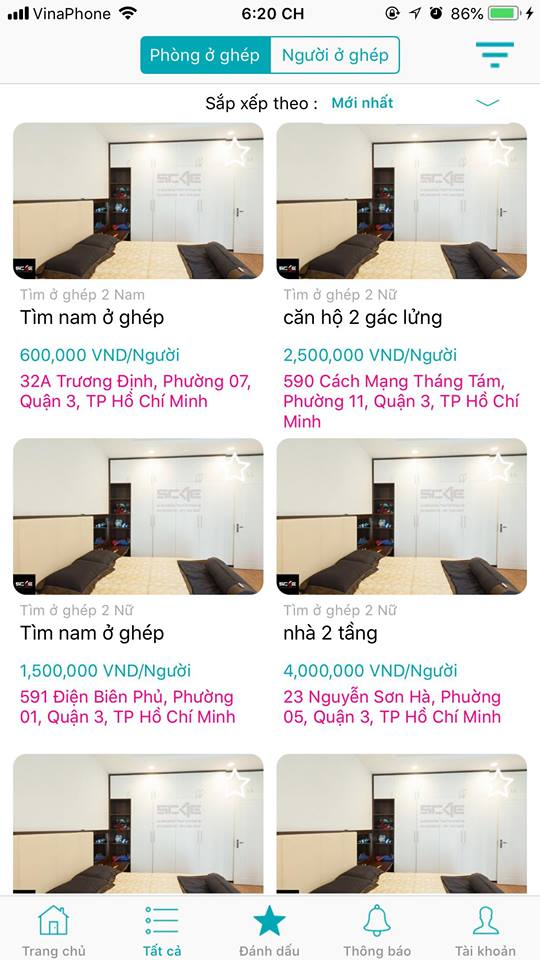 VinaPhone 6:20 CH 86%
Phòng ở ghép Người ở ghép
Sắp xếp theo : Mới nhất
Tìm ở ghép 2 Nam
Tìm nam ở ghép
600,000 VND/Người
32A Trương Định, Phường 07,
Quận 3, TP Hồ Chí Minh
Tìm ở ghép 2 Nữ
căn hộ 2 gác lửng
2,500,000 VND/Người
590 Cách Mạng Tháng Tám,
Phường 11, Quận 3, TP Hồ Chí
Minh
Tìm ở ghép 2 Nữ
Tìm nam ở ghép
1,500,000 VND/Người
591 Điện Biên Phủ, Phường
01, Quận 3, TP Hồ Chí Minh
Tìm ở ghép 2 Nữ
nhà 2 tầng
4,000,000 VND/Người
23 Nguyễn Sơn Hà, Phường
05, Quận 3, TP Hồ Chí Minh
Trang chủ Tất cả Đánh dấu Thông báo Tài khoản